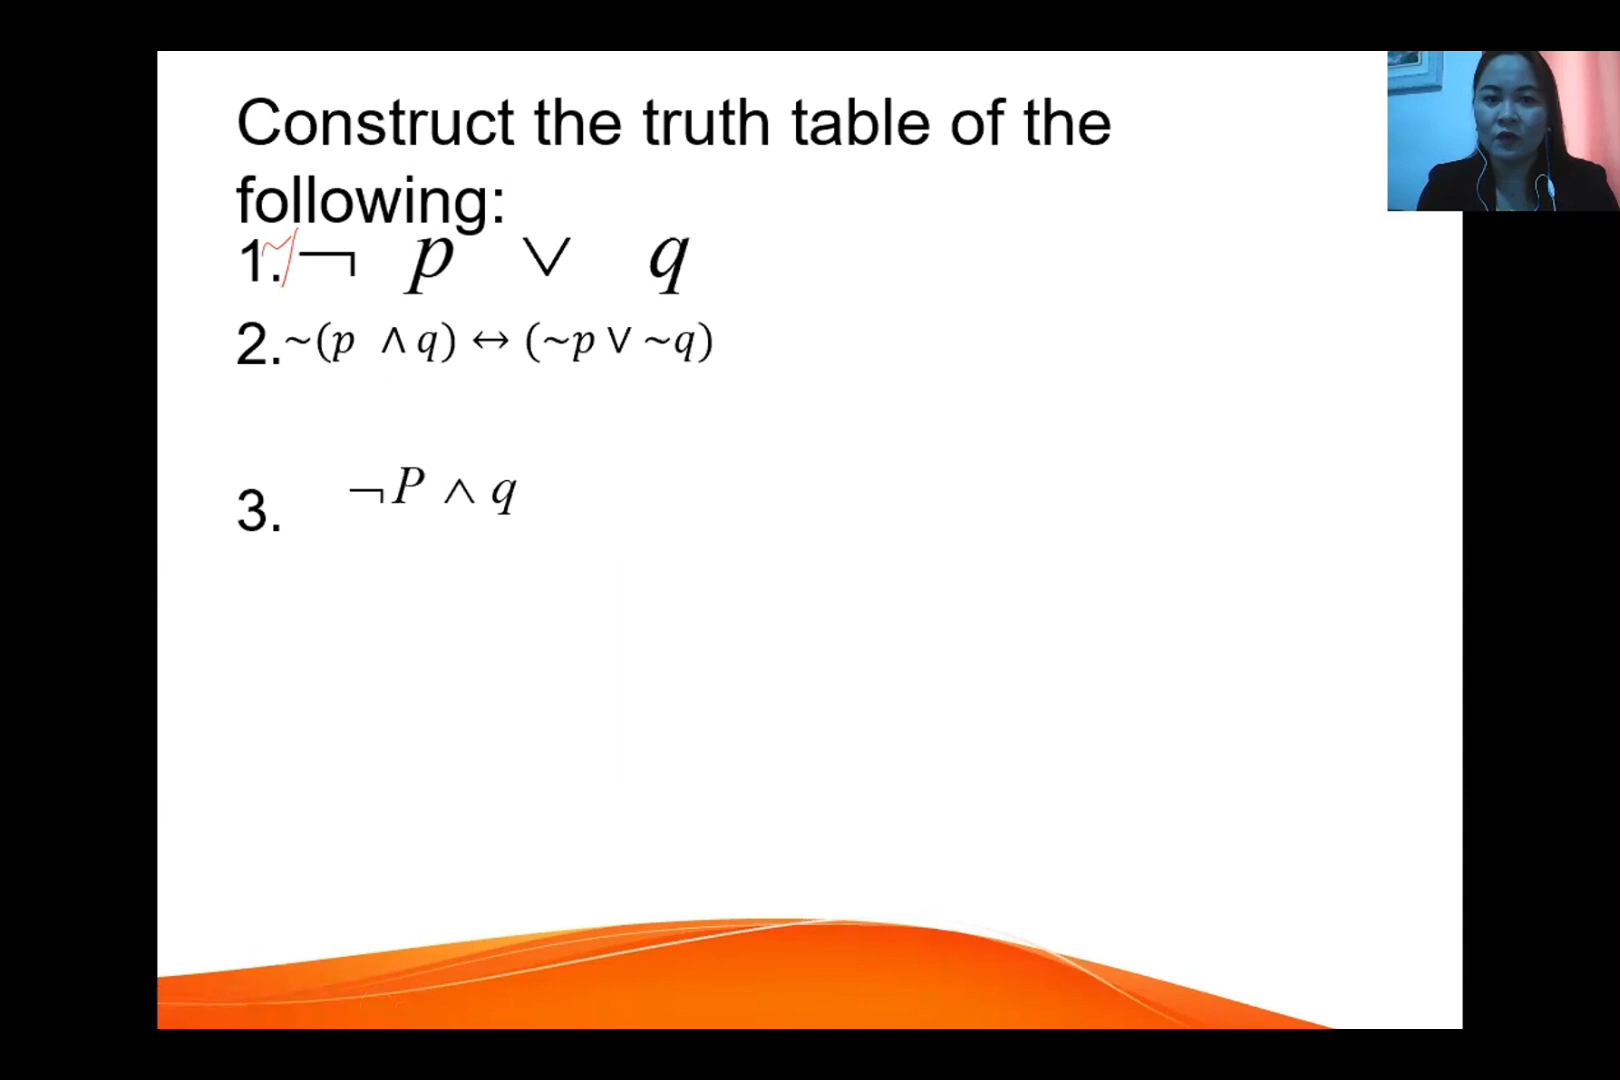 Construct the truth table of the
following:
1. ¬ p ∨ q
2. ~(p ∧ q) ↔ (~p ∨ ~q)
3. ¬P ∧ q